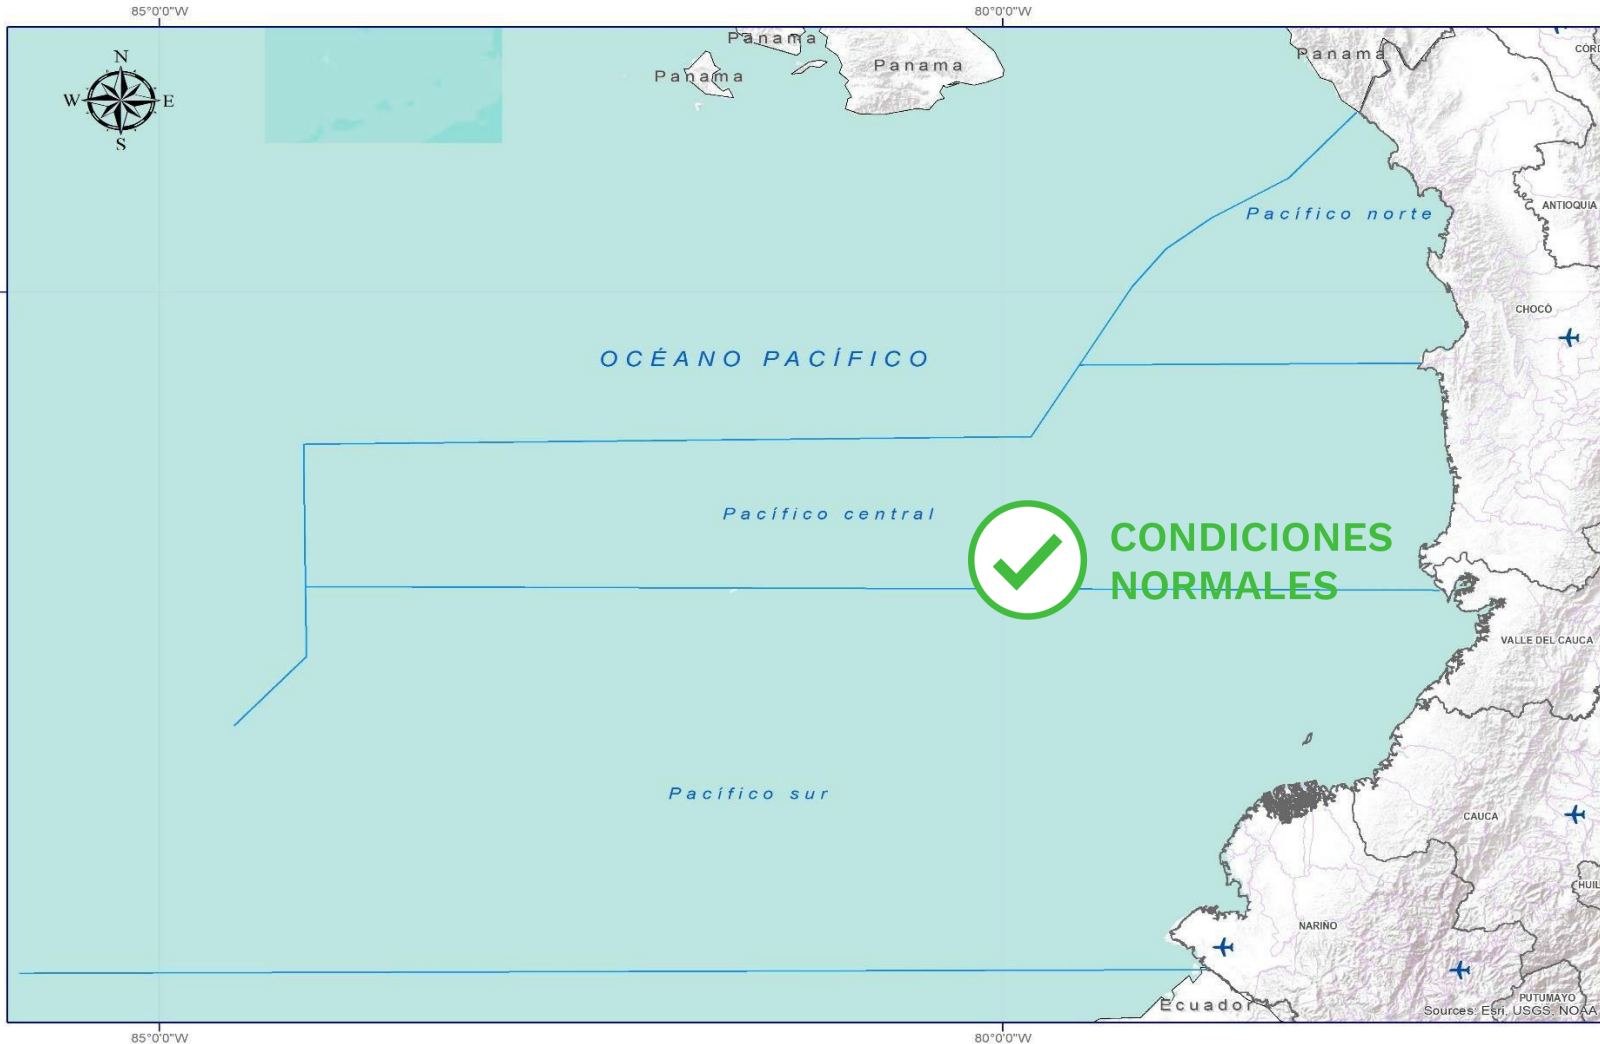 85°0'0"W
80°0'0"W
N
W
E
S
Panama
Panama
Panama
Panama
CÓRD
ANTIOQUIA
Pacífico norte
CHOCÓ
OCÉANO PACÍFICO
Pacífico central
CONDICIONES
NORMALES
VALLE DEL CAUCA
Pacífico sur
CAUCA
HUIL
NARIÑO
PUTUMAYO
Ecuador
Sources: Esri, USGS, NOAA
85°0'0"W
80°0'0"W